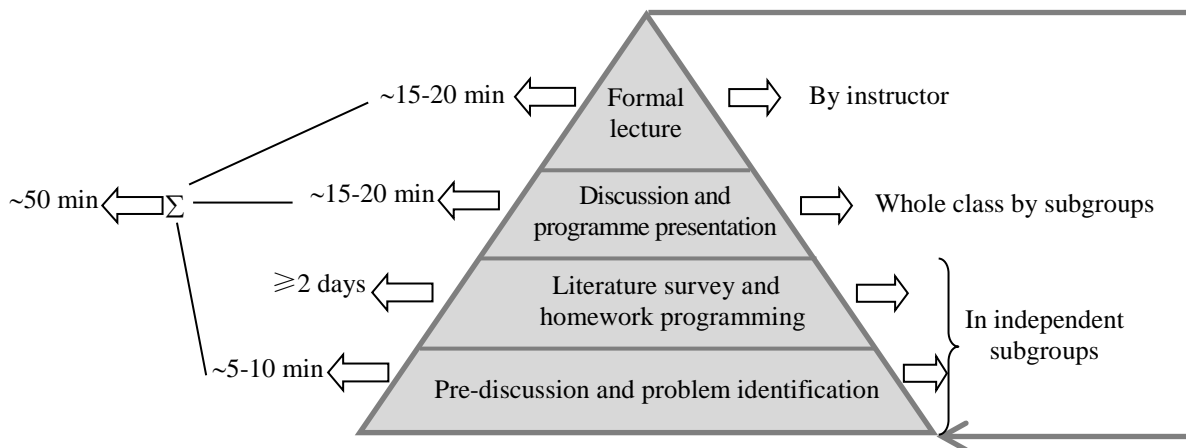 ~15-20 min
Formal
lecture
By instructor
~50 min
Σ
~15-20 min
Discussion and
programme presentation
Whole class by subgroups
⩾2 days
Literature survey and
homework programming
In independent
subgroups
~5-10 min
Pre-discussion and problem identification